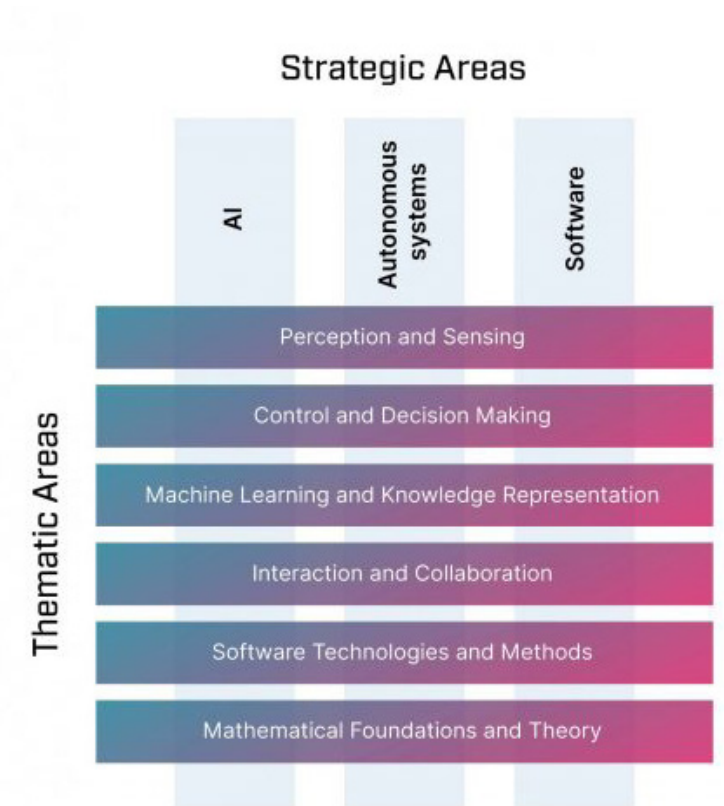 Strategic Areas
AI
Autonomous
systems
Software
Thematic Areas
Perception and Sensing
Control and Decision Making
Machine Learning and Knowledge Representation
Interaction and Collaboration
Software Technologies and Methods
Mathematical Foundations and Theory